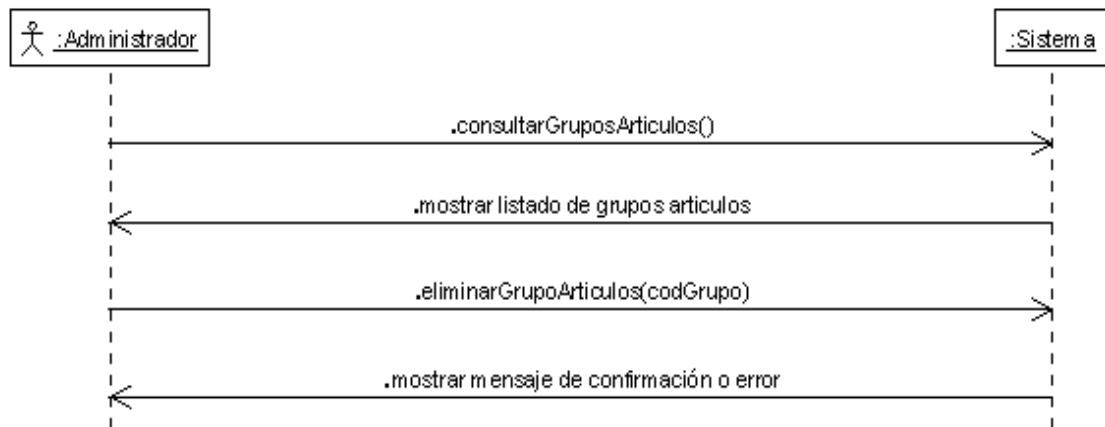 :Administrador
:Sistema
.consultarGruposArticulos()
.mostrar listado de grupos articulos
.eliminarGrupoArticulos(codGrupo)
.mostrar mensaje de confirmación o error